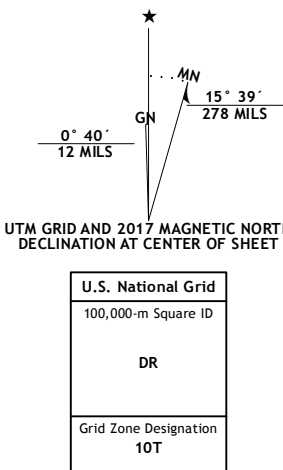 MN
GN
15° 39´
278 MILS
0° 40´
12 MILS
UTM GRID AND 2017 MAGNETIC NORTH
DECLINATION AT CENTER OF SHEET
U.S. National Grid
100,000-m Square ID
DR
Grid Zone Designation
10T